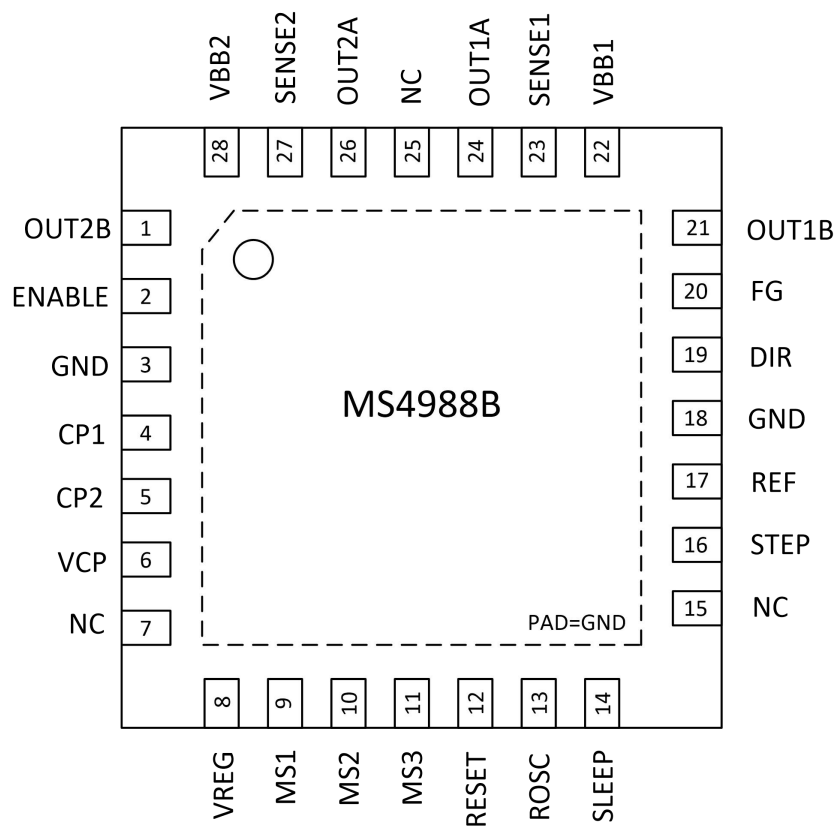 VBB2 SENSE2 OUT2A NC OUT1A SENSE1 VBB1
28 27 26 25 24 23 22
OUT2B 1 21 OUT1B
ENABLE 2 20 FG
GND 3 19 DIR
MS4988B
CP1 4 18 GND
CP2 5 17 REF
VCP 6 16 STEP
NC 7 15 NC
PAD=GND
8 9 10 11 12 13 14
VREG MS1 MS2 MS3 RESET ROSC SLEEP